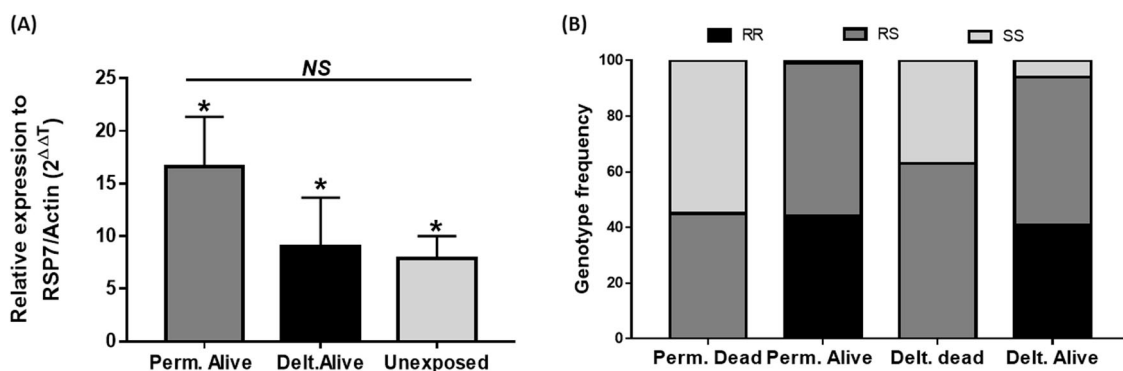 (A)
NS
Relative expression to
RSP7/Actin (2^ΔΔT)
25
20
15
10
5
0
*
*
*
Perm. Alive Delt.Alive Unexposed
(B)
RR RS SS
Genotype frequency
100
80
60
40
20
0
Perm. Dead Perm. Alive Delt. dead Delt. Alive